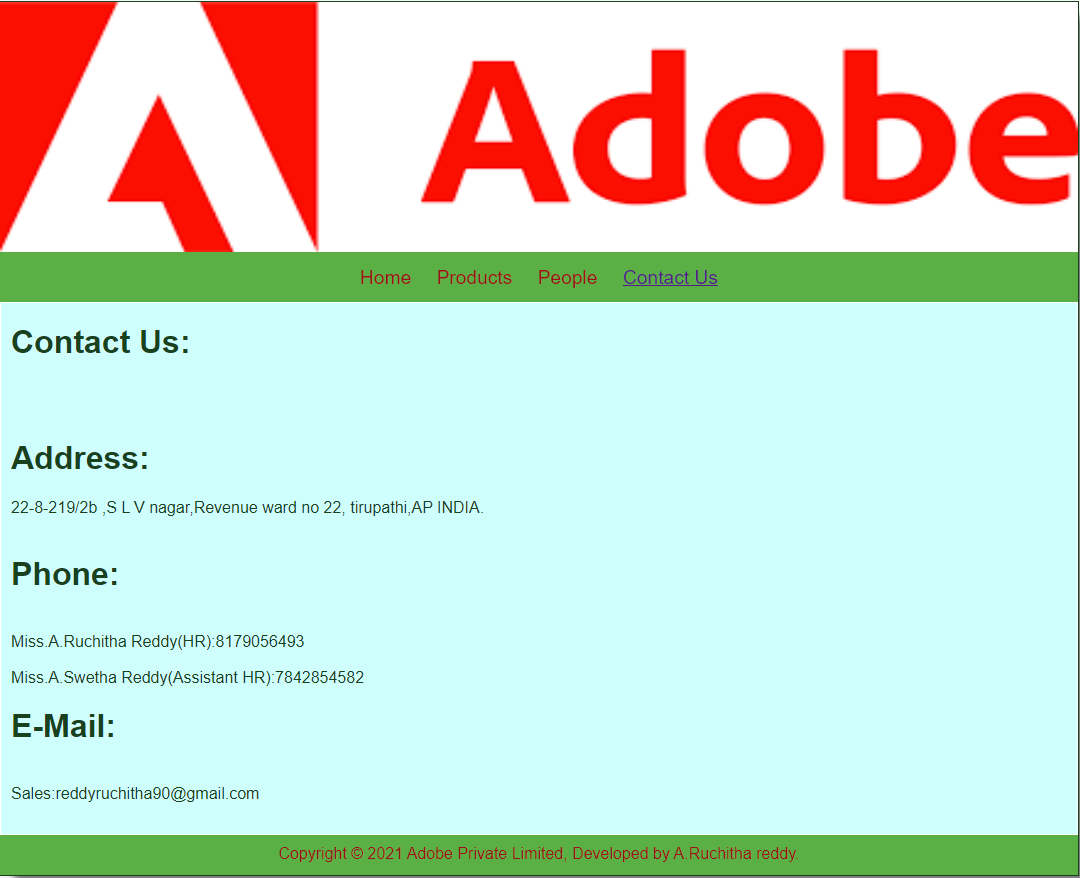 Adobe
Home Products People Contact Us
Contact Us:
Address:
22-8-219/2b ,S L V nagar,Revenue ward no 22, tirupathi,AP INDIA.
Phone:
Miss.A.Ruchitha Reddy(HR):8179056493
Miss.A.Swetha Reddy(Assistant HR):7842854582
E-Mail:
Sales:reddyruchitha90@gmail.com
Copyright © 2021 Adobe Private Limited, Developed by A.Ruchitha reddy.